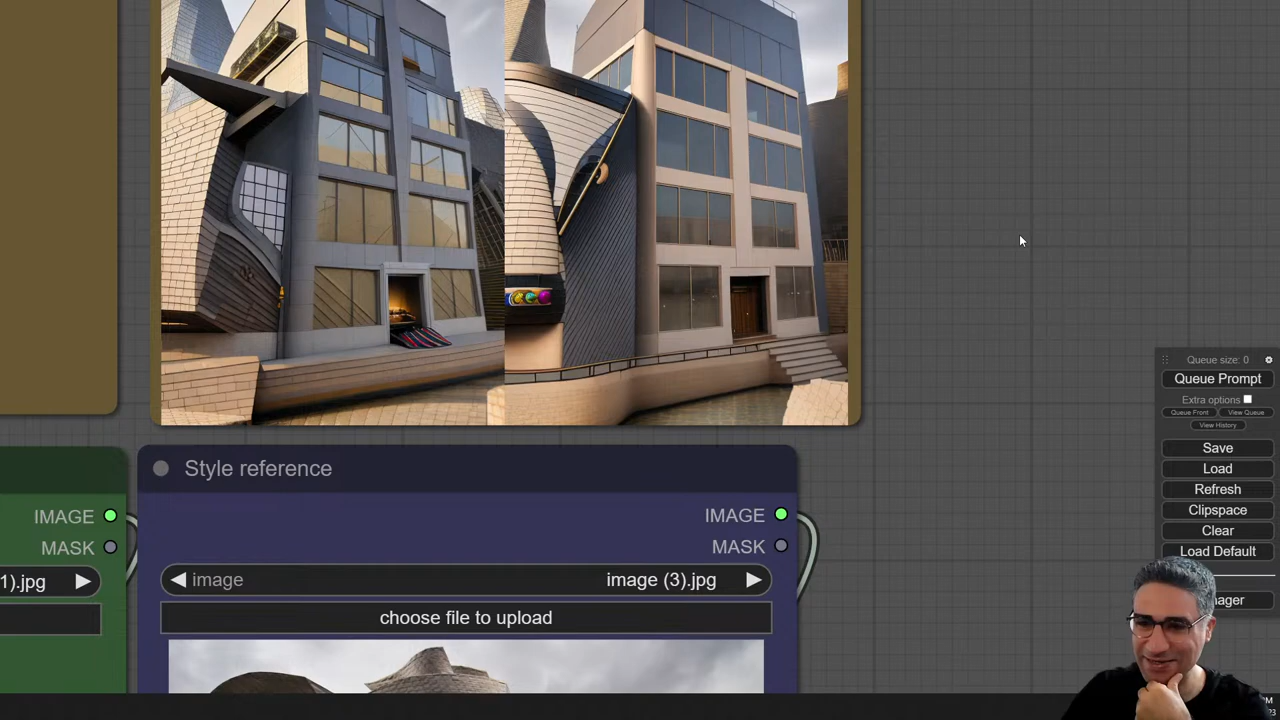 Queue size: 0
Queue Prompt
Extra options
Queue Front
View Queue
View History
Save
Load
Refresh
Clipspace
Clear
Load Default
Style reference
IMAGE
MASK
1).jpg
IMAGE
MASK
image
image (3).jpg
choose file to upload